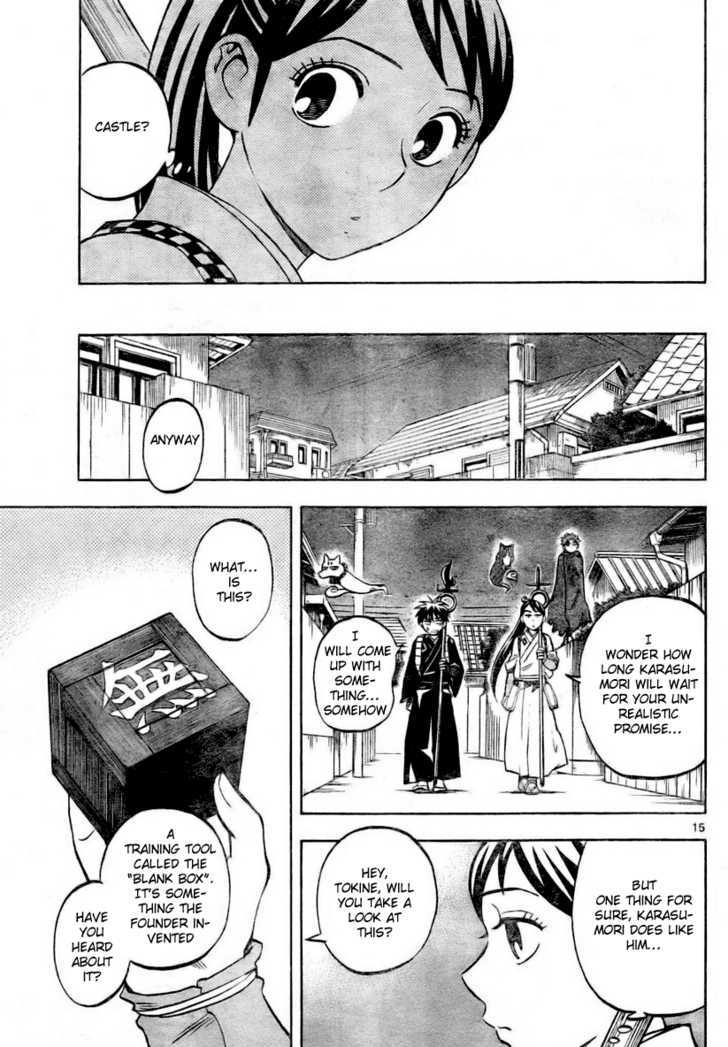 CASTLE?
ANYWAY
I
WONDER HOW
LONG KARASU-
MORI WILL WAIT
FOR YOUR UN-
REALISTIC
PROMISE...
I
WILL COME
UP WITH
SOME-
THING...
SOMEHOW
15
BUT
ONE THING FOR
SURE, KARASU-
MORI DOES LIKE
HIM...
HEY,
TOKINE, WILL
YOU TAKE
A LOOK AT
THIS?
WHAT...
IS
THIS?
無
A
TRAINING TOOL
CALLED THE
"BLANK BOX".
IT'S SOME-
THING THE
FOUNDER IN-
VENTED
HAVE
YOU
HEARD
ABOUT
IT?